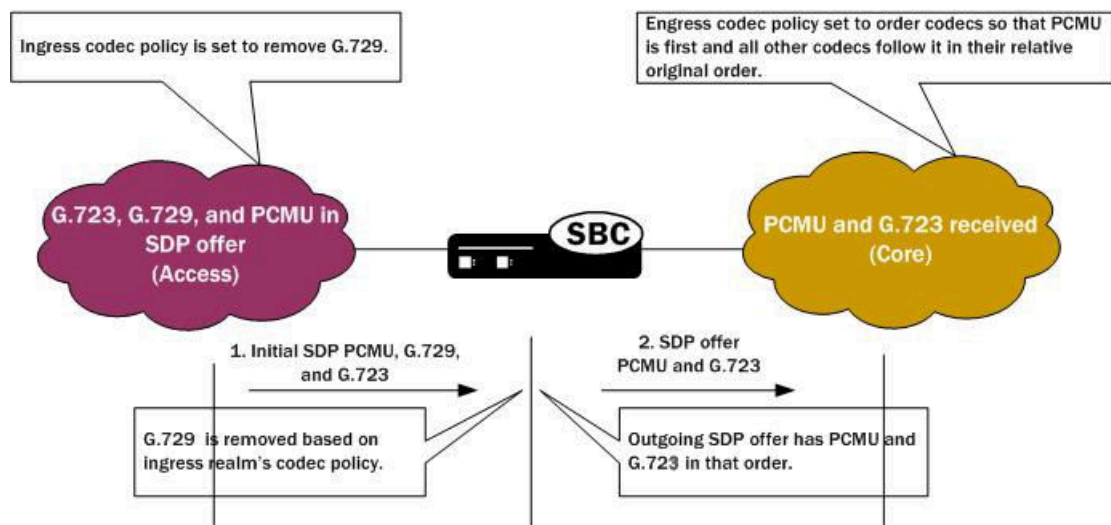 Ingress codec policy is set to remove G.729.
Engress codec policy set to order codecs so that PCMU
is first and all other codecs follow it in their relative
original order.
G.723, G.729, and PCMU in
SDP offer
(Access)
SBC
PCMU and G.723 received
(Core)
1. Initial SDP PCMU, G.729,
and G.723
2. SDP offer
PCMU and G.723
G.729 is removed based on
ingress realm's codec policy.
Outgoing SDP offer has PCMU and
G.723 in that order.